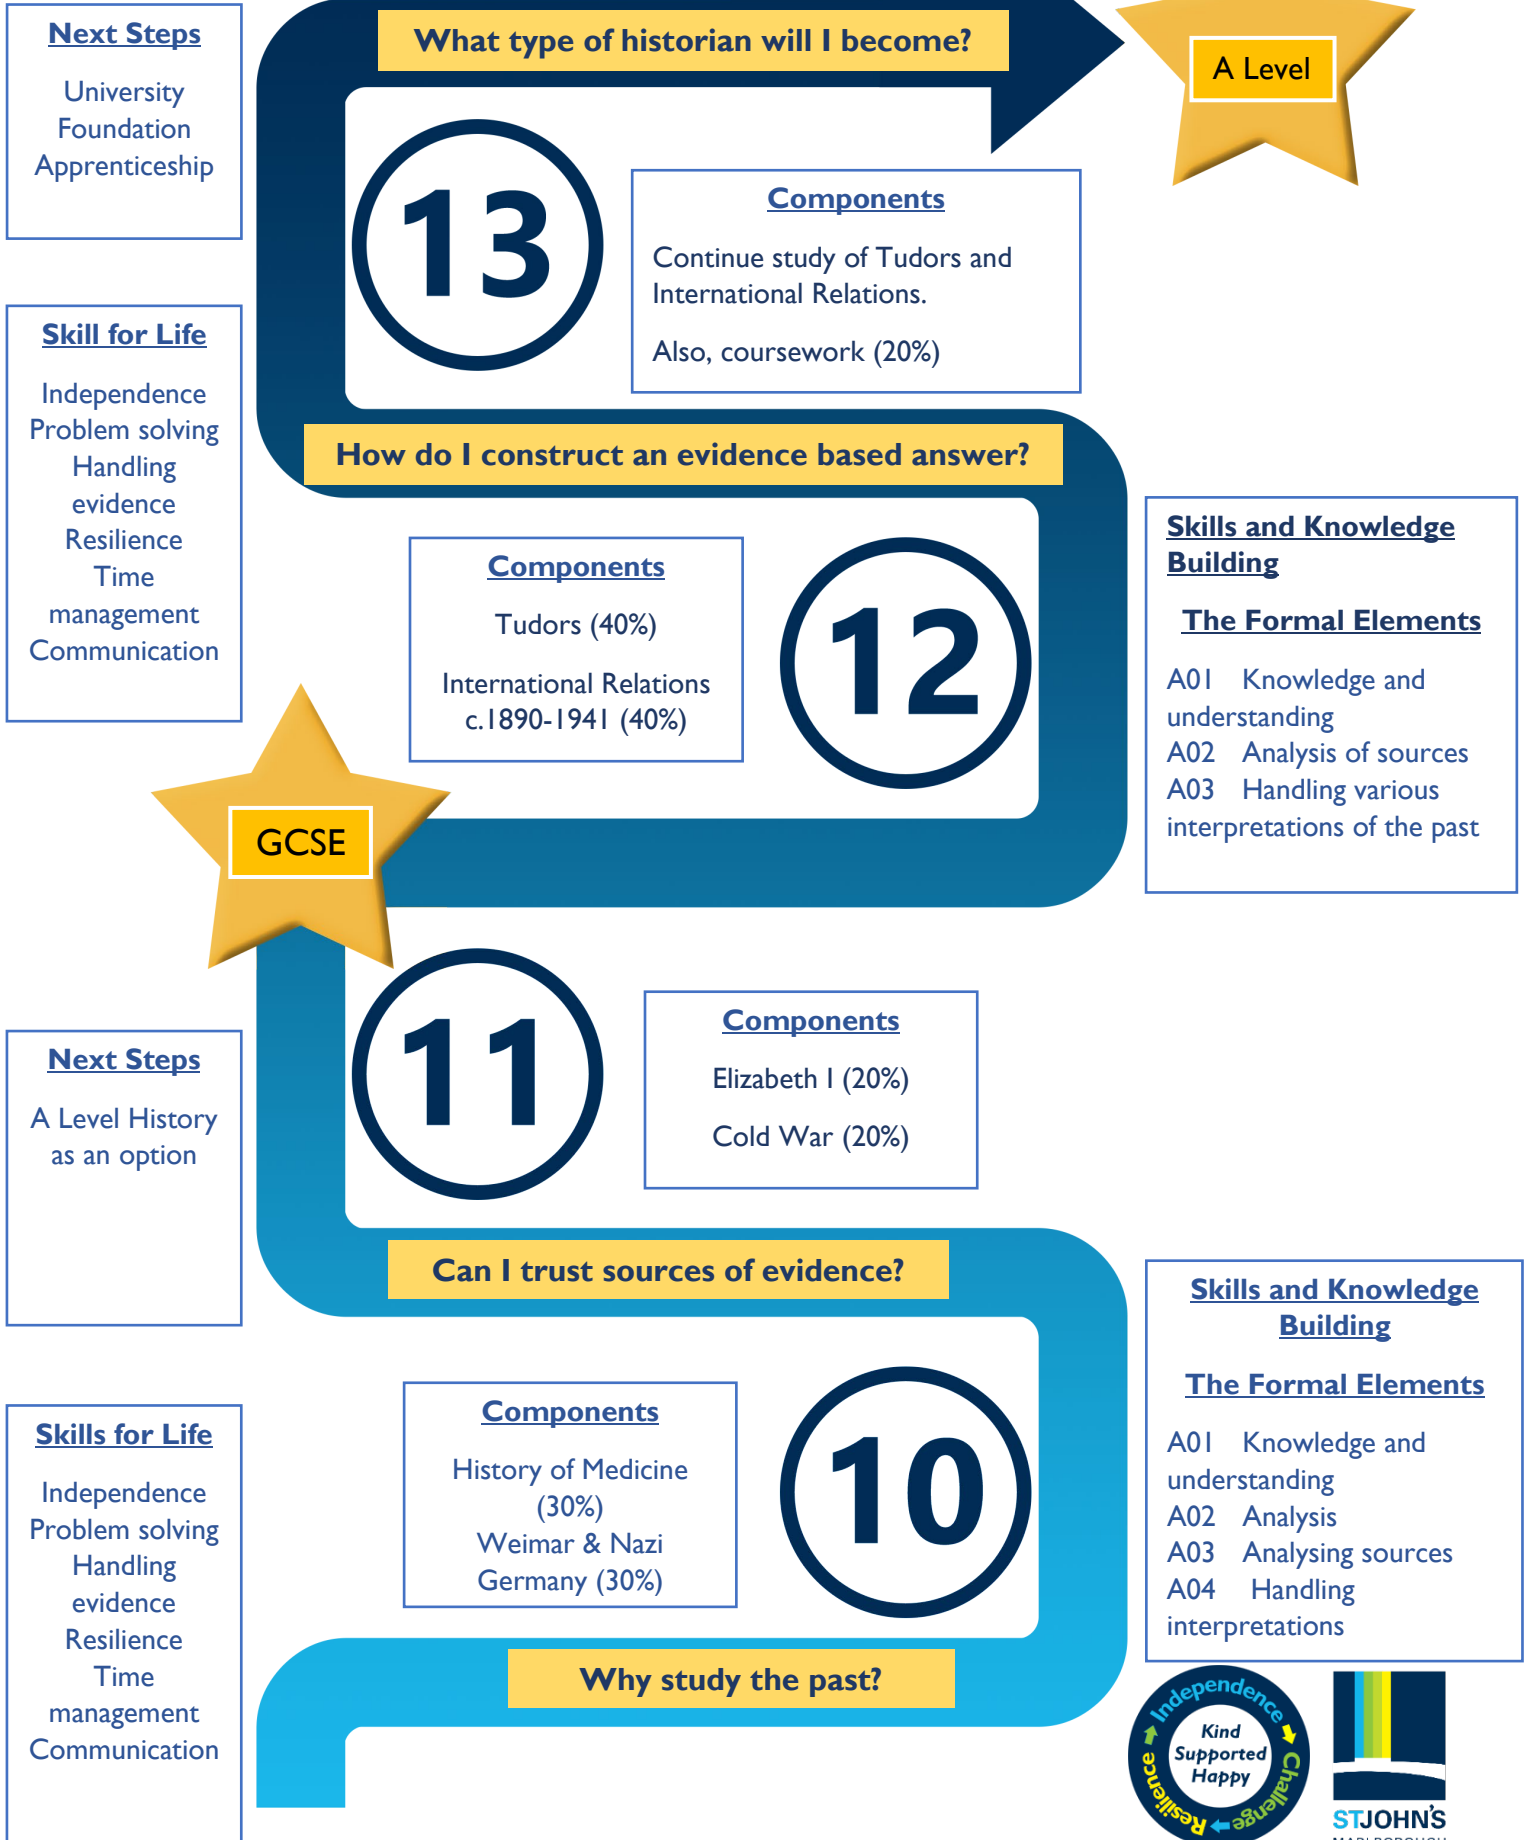 Next Steps
University
Foundation
Apprenticeship
What type of historian will I become?
A Level
13
Components
Continue study of Tudors and
International Relations.
Also, coursework (20%)
Skill for Life
Independence
Problem solving
Handling
evidence
Resilience
Time
management
Communication
How do I construct an evidence based answer?
Components
Tudors (40%)
International Relations
c.1890-1941 (40%)
12
Skills and Knowledge
Building
The Formal Elements
A01 Knowledge and
understanding
A02 Analysis of sources
A03 Handling various
interpretations of the past
GCSE
11
Components
Elizabeth I (20%)
Cold War (20%)
Next Steps
A Level History
as an option
Can I trust sources of evidence?
Components
History of Medicine
(30%)
Weimar & Nazi
Germany (30%)
10
Skills and Knowledge
Building
The Formal Elements
A01 Knowledge and
understanding
A02 Analysis
A03 Analysing sources
A04 Handling
interpretations
Skills for Life
Independence
Problem solving
Handling
evidence
Resilience
Time
management
Communication
Why study the past?
Independence
Challenge
Resilience
Kind
Supported
Happy
STJOHN'S
MARLBOROUGH